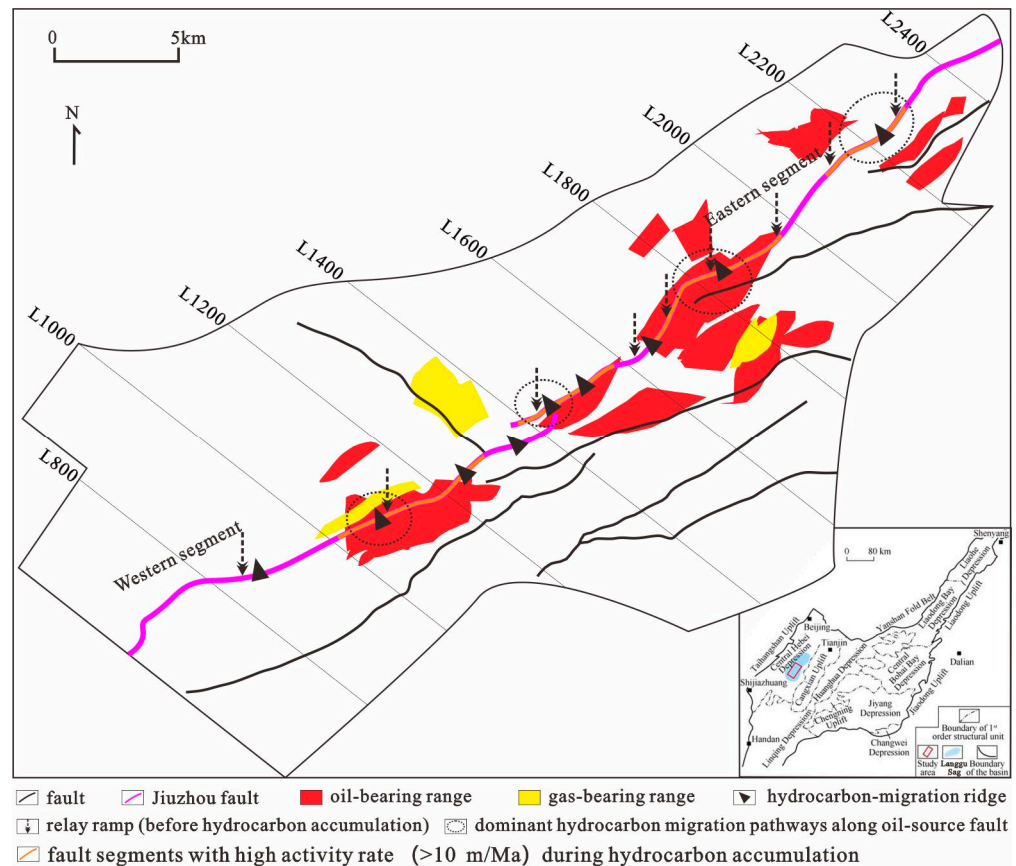 0 5km
N
L2400
L2200
L2000
L1800
L1600
L1400
L1200
L1000
L800
Eastern segment
Western segment
0 80 km
Shenyang
Liaohe
Depression
Liaodong Bay
Depression
Liaodong Uplift
Yanshan Fold Belt
Taihangshan Uplift
Beijing
Central Hebei
Depression
Tianjin
Cangxun Uplift
Huanghua Depression
Central
Bohai Bay
Depression
Dalian
Shijiazhuang
Jiyang
Depression
Jiaodong Uplift
Chengning
Uplift
Linqing Depression
Handan
Changwei
Depression
Boundary of 1st
order structural unit
Study
area
Langgu
Sag
Boundary
of the basin
fault
Jiuzhou fault
oil-bearing range
gas-bearing range
hydrocarbon-migration ridge
relay ramp (before hydrocarbon accumulation)
dominant hydrocarbon migration pathways along oil-source fault
fault segments with high activity rate (>10 m/Ma) during hydrocarbon accumulation